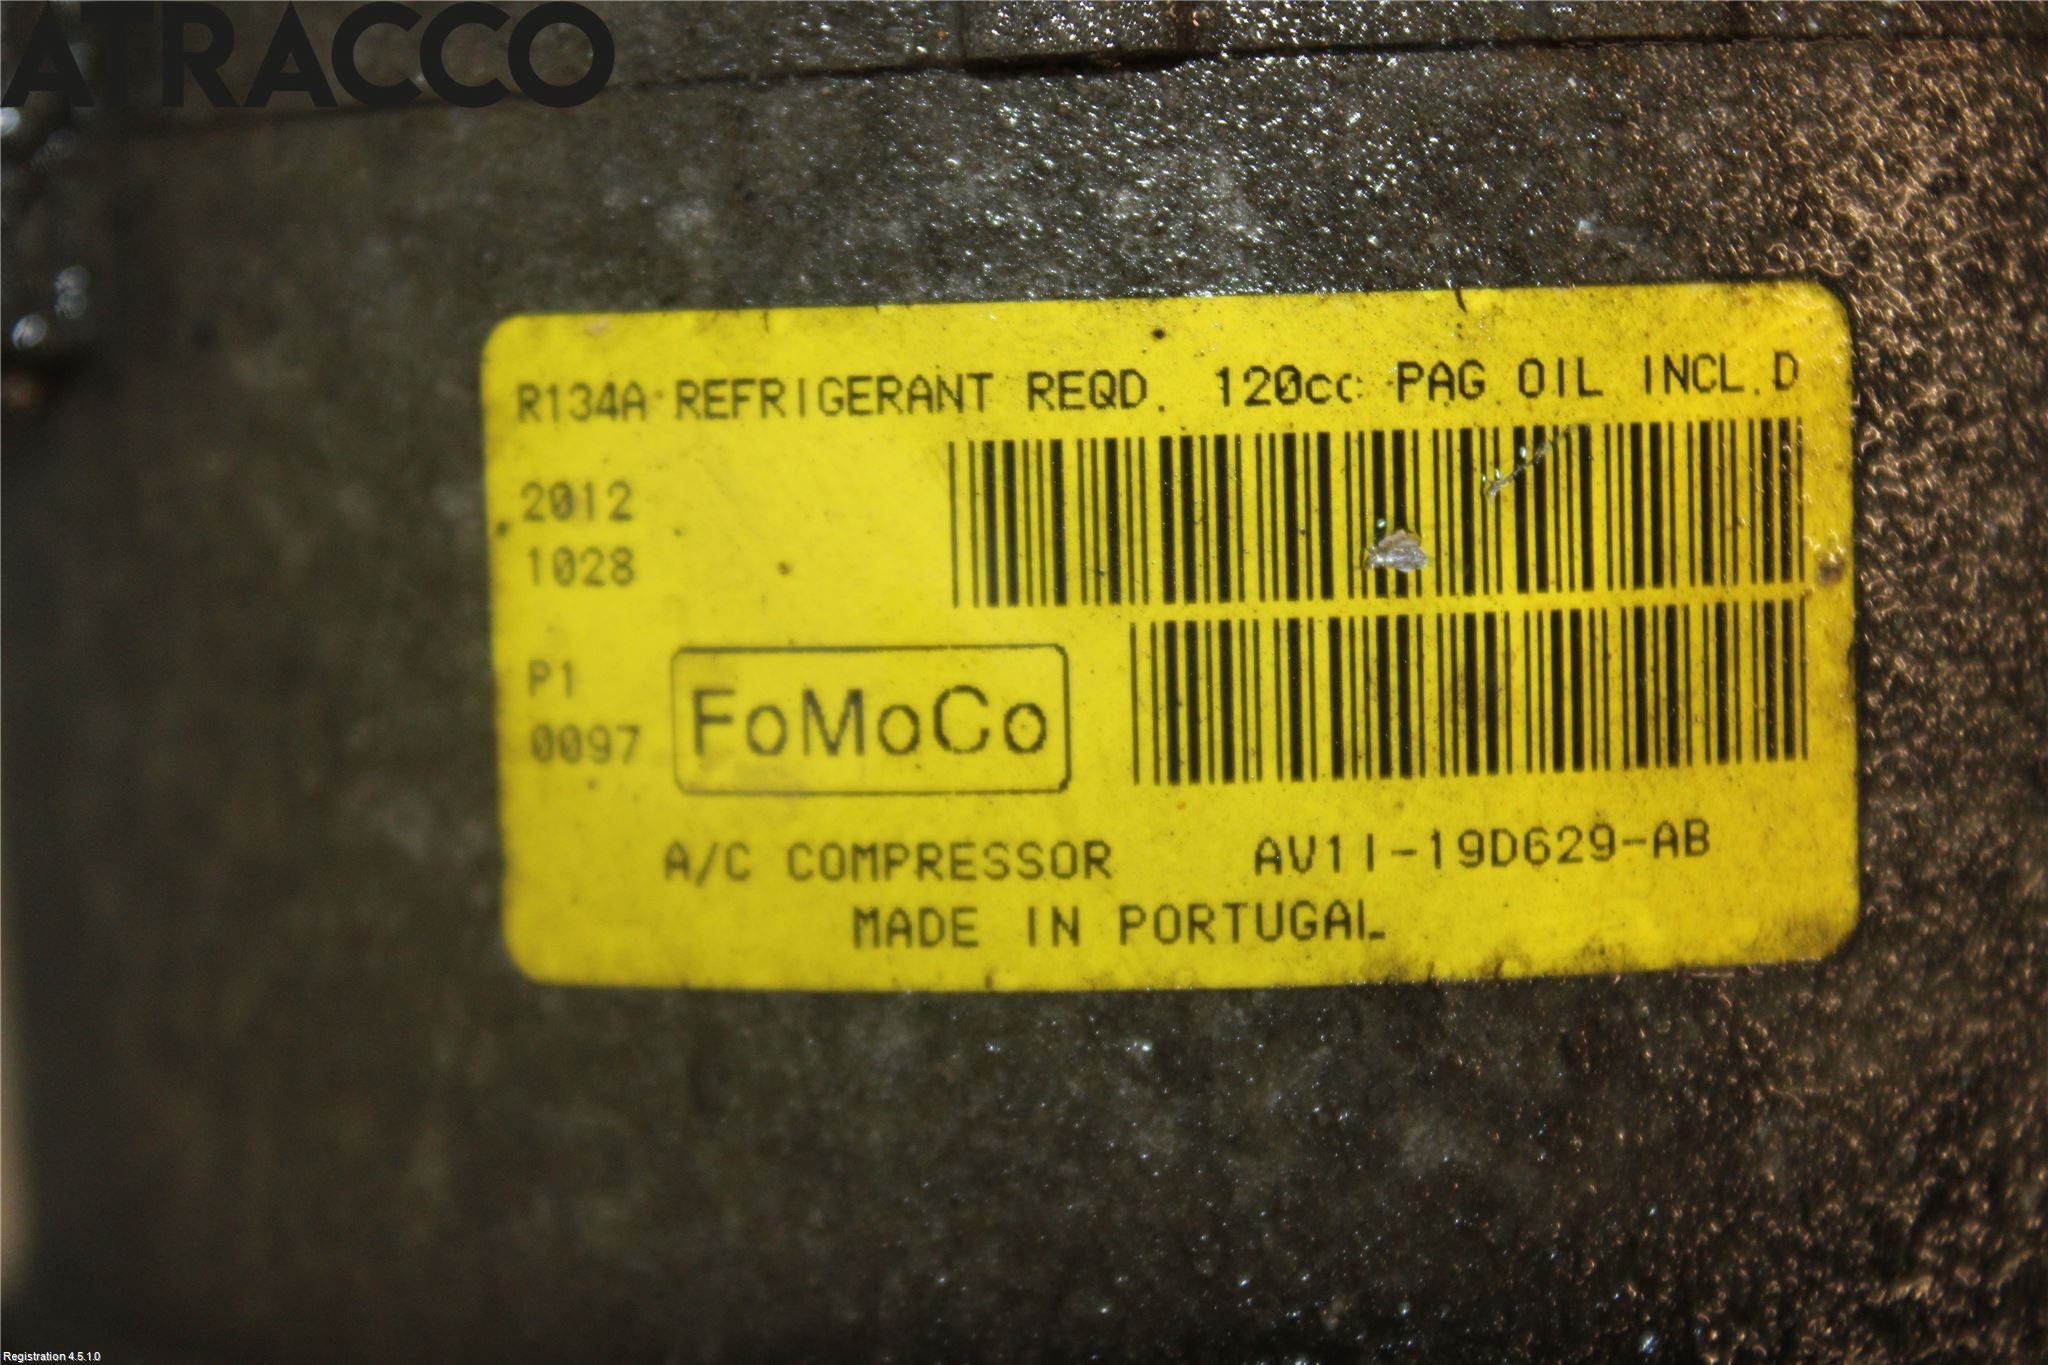 ATRACCO
R134A REFRIGERANT REQD. 120cc PAG OIL INCL.D
2012
1028
P1
0097
FoMoCo
A/C COMPRESSOR AV11-19D629-AB
MADE IN PORTUGAL
Registration 4.5.1.0